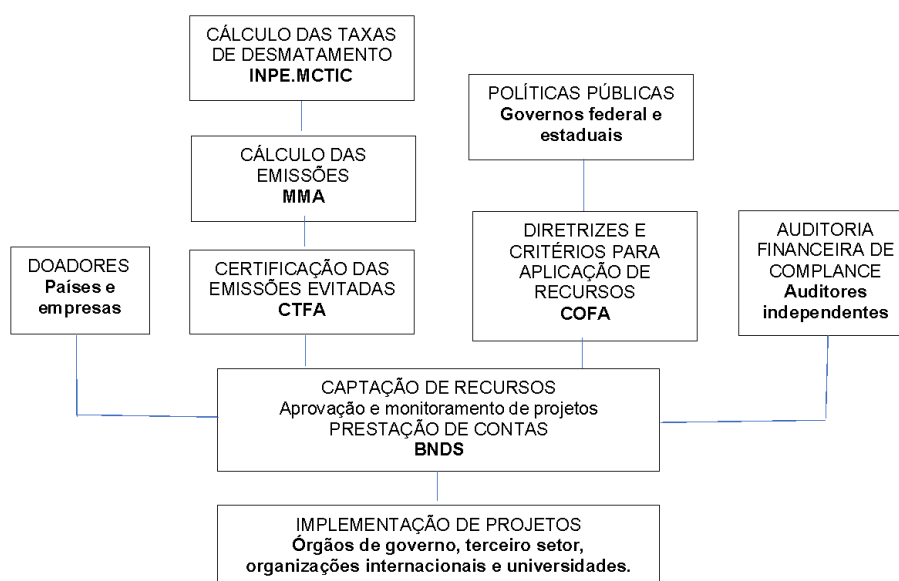 CÁLCULO DAS TAXAS
DE DESMATAMENTO
INPE.MCTIC
POLÍTICAS PÚBLICAS
Governos federal e
estaduais
CÁLCULO DAS
EMISSÕES
MMA
DOADORES
Países e
empresas
CERTIFICAÇÃO DAS
EMISSÕES EVITADAS
CTFA
DIRETRIZES E
CRITÉRIOS PARA
APLICAÇÃO DE
RECURSOS
COFA
AUDITORIA
FINANCEIRA DE
COMPLANCE
Auditores
independentes
CAPTAÇÃO DE RECURSOS
Aprovação e monitoramento de projetos
PRESTAÇÃO DE CONTAS
BNDS
IMPLEMENTAÇÃO DE PROJETOS
Órgãos de governo, terceiro setor,
organizações internacionais e universidades.